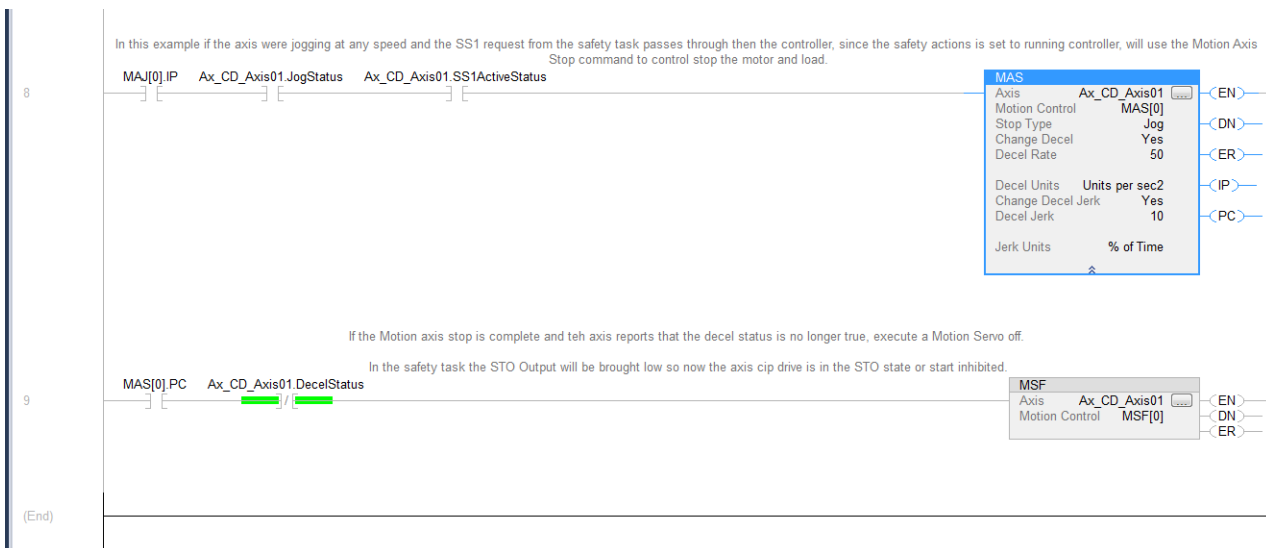 In this example if the axis were jogging at any speed and the SS1 request from the safety task passes through then the controller, since the safety actions is set to running controller, will use the Motion Axis
Stop command to control stop the motor and load.
MAJ[0].IP Ax_CD_Axis01.JogStatus Ax_CD_Axis01.SS1ActiveStatus
8
MAS
Axis Ax_CD_Axis01 ... EN
Motion Control MAS[0]
Stop Type Jog DN
Change Decel Yes
Decel Rate 50 ER
Decel Units Units per sec2 IP
Change Decel Jerk Yes
Decel Jerk 10 PC
Jerk Units % of Time
If the Motion axis stop is complete and teh axis reports that the decel status is no longer true, execute a Motion Servo off.
In the safety task the STO Output will be brought low so now the axis cip drive is in the STO state or start inhibited.
MAS[0].PC Ax_CD_Axis01.DecelStatus
9
/
MSF
Axis Ax_CD_Axis01 ... EN
Motion Control MSF[0] DN
ER
(End)